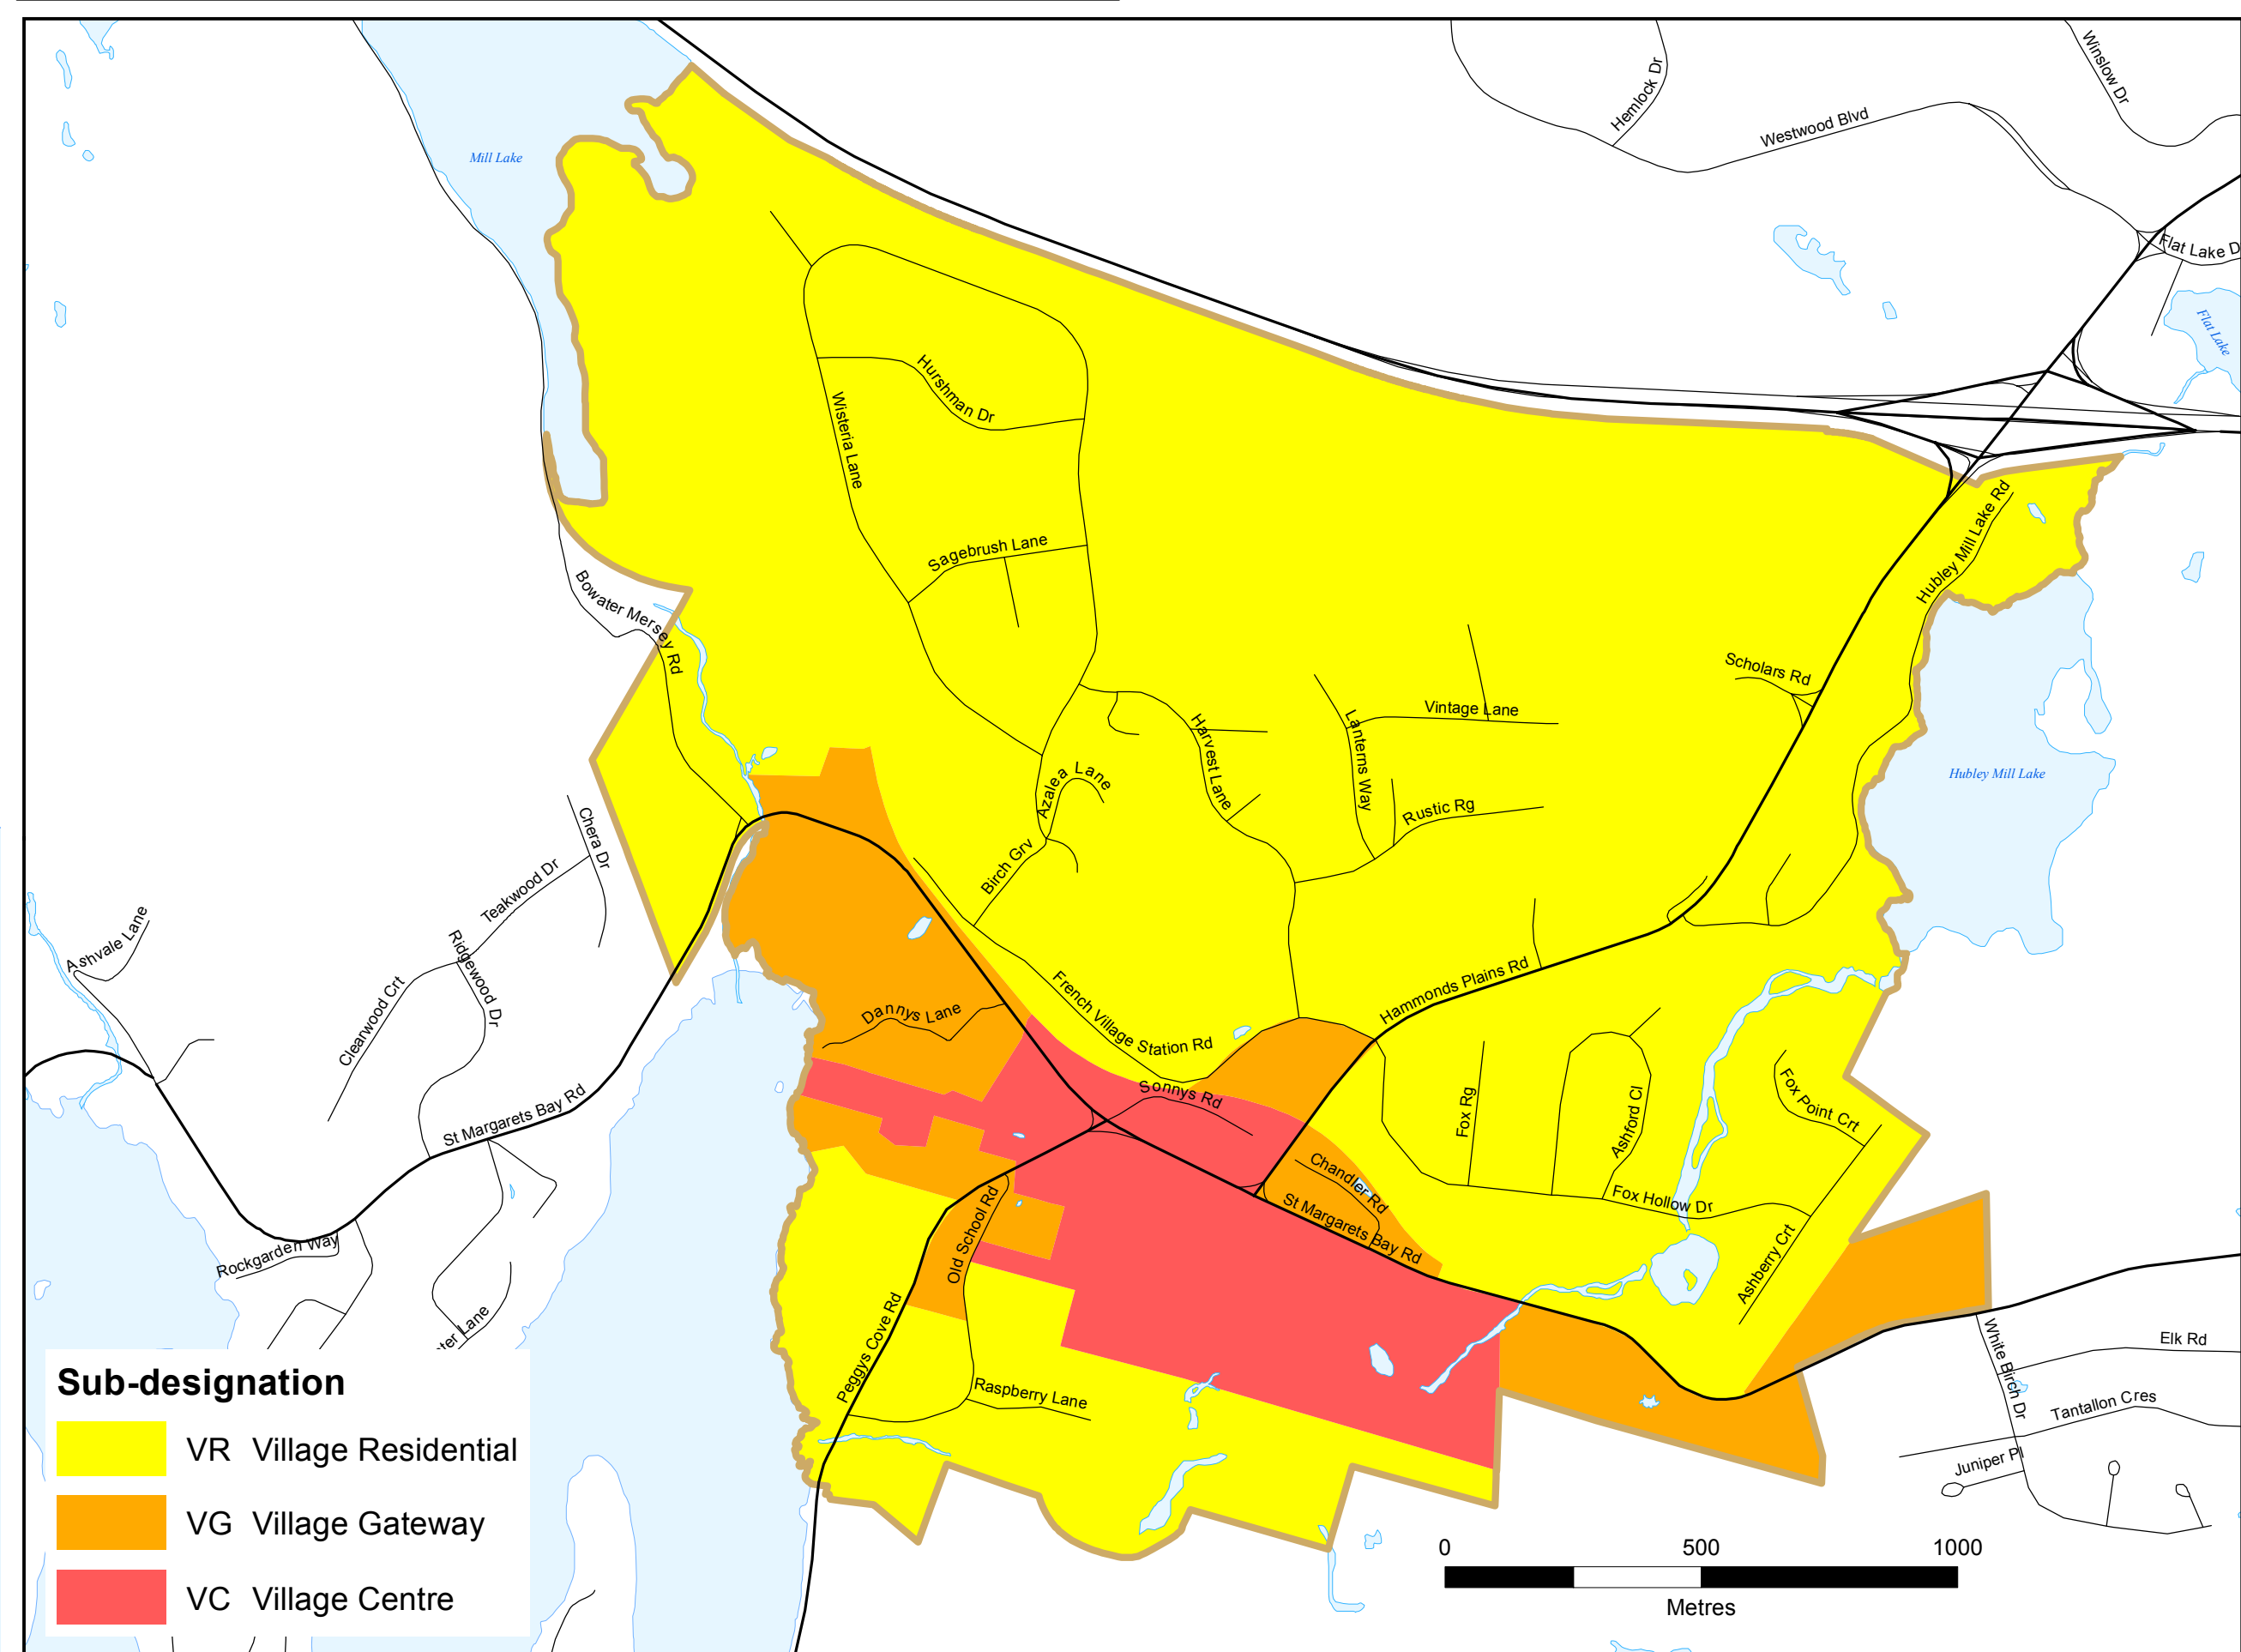 Winslow Dr
Hemlock Dr
Westwood Blvd
Mill Lake
Flat Lake D
Flat Lake
Hurshman Dr
Wisteria Lane
Hubley Mill Lake Rd
Sagebrush Lane
Bowater Mersey Rd
Scholars Rd
Vintage Lane
Harvest Lane
Lanterns Way
Hubley Mill Lake
Azalea Lane
Rustic Rg
Chera Dr
Birch Grv
Teakwood Dr
Ashvale Lane
Ridgewood Dr
Clearwood Crt
Hammonds Plains Rd
Dannys Lane
French Village Station Rd
Sonnys Rd
Fox Rg
Ashford Cl
Fox Point Crt
St Margarets Bay Rd
Chandler Rd
Fox Hollow Dr
St Margarets Bay Rd
Old School Rd
Rockgarden Way
Ashberry Crt
Peggys Cove Rd
ter Lane
White Birch Dr
Elk Rd
Raspberry Lane
Tantallon Cres
Juniper Pl
Sub-designation
VR Village Residential
VG Village Gateway
VC Village Centre
0 500 1000
Metres